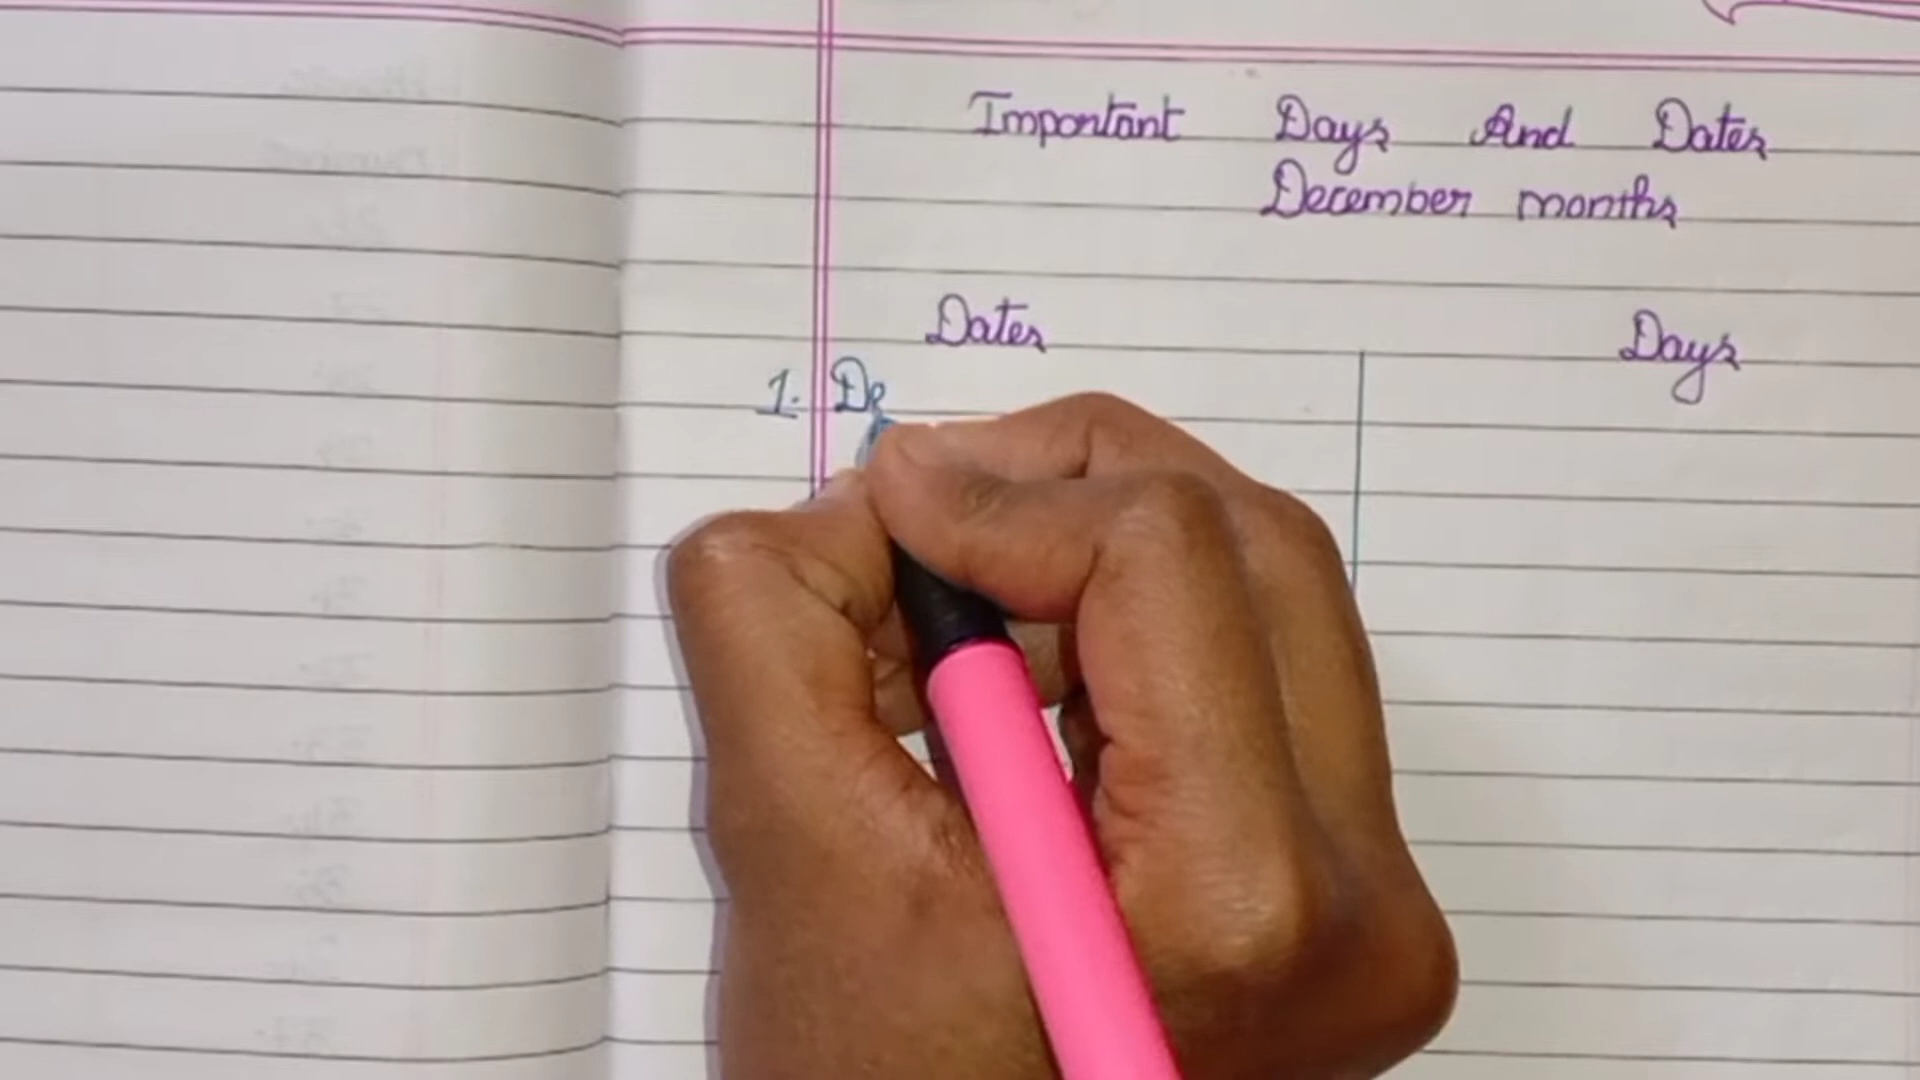 Important Days And Dates
December months
Dates Days
1. De